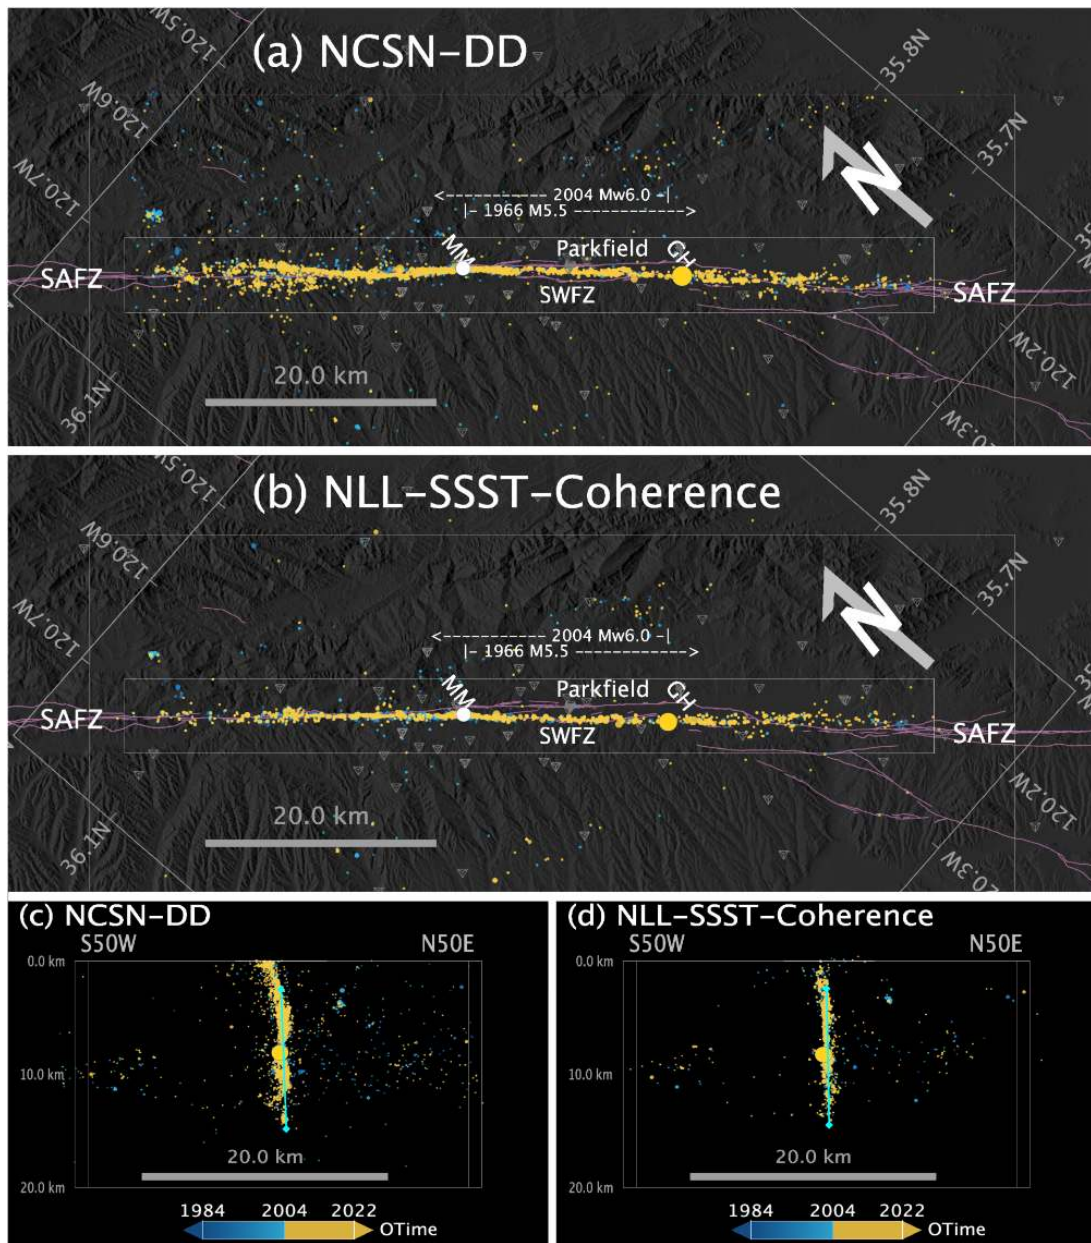 (a) NCSN-DD
120.5W
120.6W
120.7W
35.8N
35.7N
N
<----------- 2004 Mw6.0 -|
|- 1966 M5.5 ------------>
MM
Parkfield
GH
SAFZ
SWFZ
SAFZ
20.0 km
36.1N
120.2W
120.3W
(b) NLL-SSST-Coherence
120.5W
120.6W
120.7W
35.8N
35.7N
N
<----------- 2004 Mw6.0 -|
|- 1966 M5.5 ------------>
MM
Parkfield
GH
SAFZ
SWFZ
SAFZ
20.0 km
36.1N
120.2W
120.3W
(c) NCSN-DD
S50W N50E
0.0 km
10.0 km
20.0 km
20.0 km
1984 2004 2022
OTime
(d) NLL-SSST-Coherence
S50W N50E
0.0 km
10.0 km
20.0 km
20.0 km
1984 2004 2022
OTime